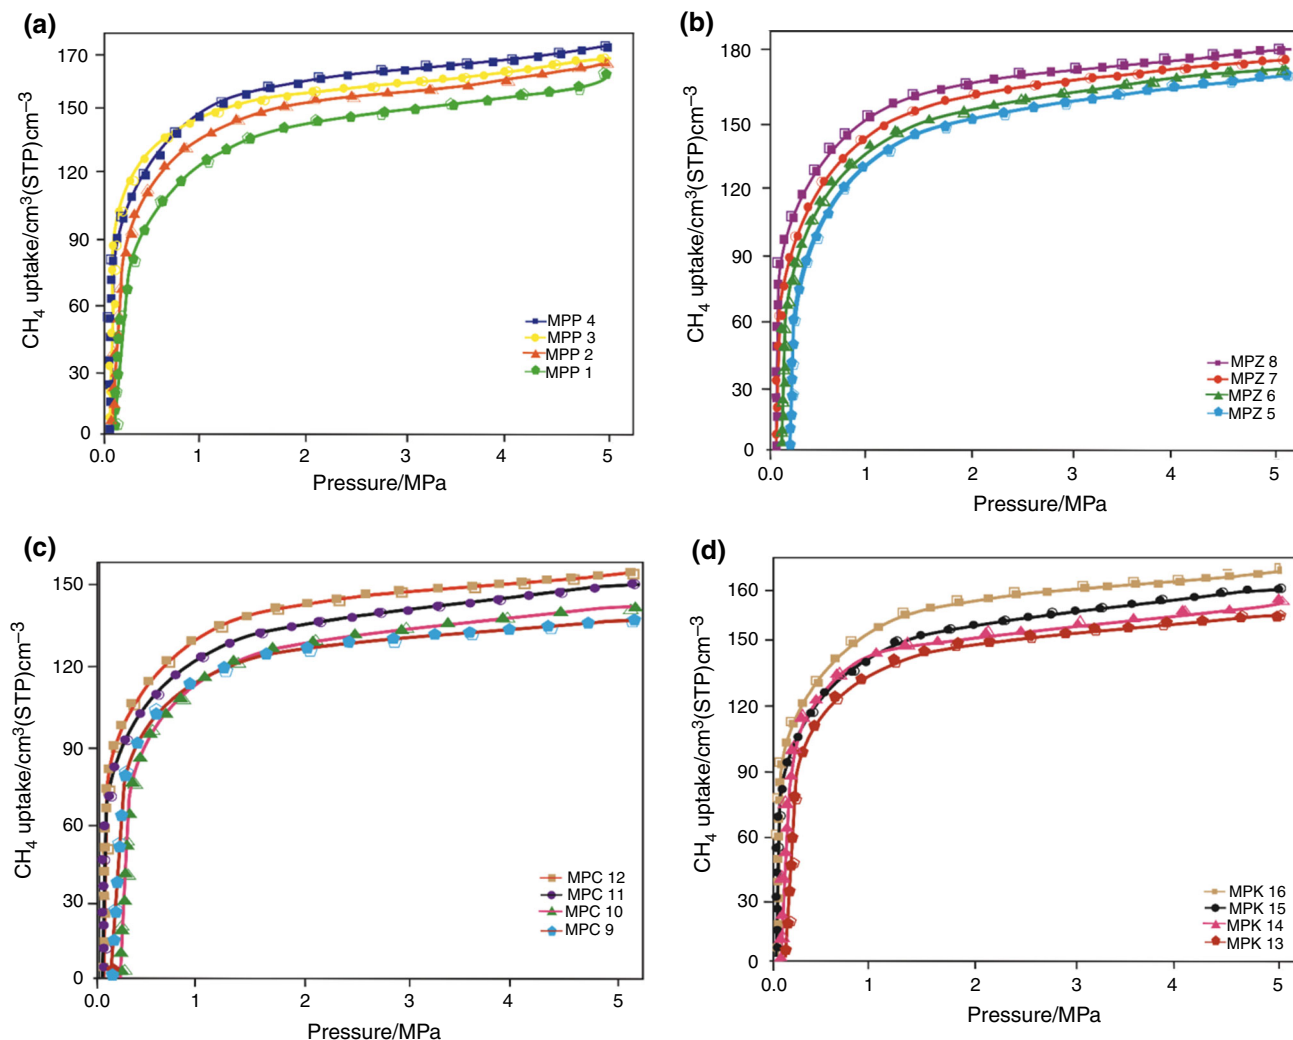 (a)
CH4 uptake/cm³(STP)cm⁻³
170
150
120
90
60
30
0
0.0 1 2 3 4 5
Pressure/MPa
MPP 4
MPP 3
MPP 2
MPP 1
(b)
CH4 uptake/cm³(STP)cm⁻³
180
150
120
90
60
30
0
0.0 1 2 3 4 5
Pressure/MPa
MPZ 8
MPZ 7
MPZ 6
MPZ 5
(c)
CH4 uptake/cm³(STP)cm⁻³
150
120
90
60
30
0
0.0 1 2 3 4 5
Pressure/MPa
MPC 12
MPC 11
MPC 10
MPC 9
(d)
CH4 uptake/cm³(STP)cm⁻³
160
150
120
90
60
30
0
0.0 1 2 3 4 5
Pressure/MPa
MPK 16
MPK 15
MPK 14
MPK 13